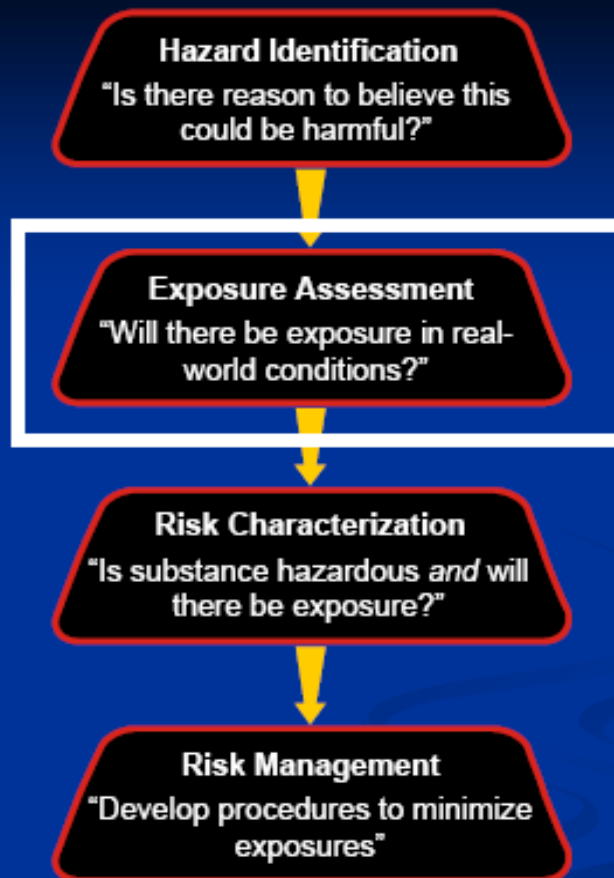 Hazard Identification
“Is there reason to believe this
could be harmful?”
Exposure Assessment
“Will there be exposure in real-
world conditions?”
Risk Characterization
“Is substance hazardous and will
there be exposure?”
Risk Management
“Develop procedures to minimize
exposures”